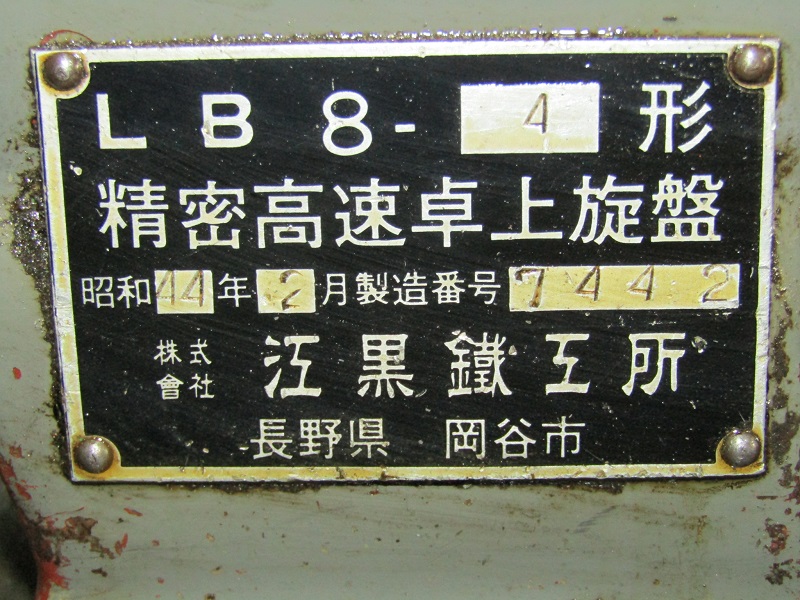 LB8-4形
精密高速卓上旋盤
昭和44年2月製造番号7442
株式會社 江黒鐵工所
長野県 岡谷市